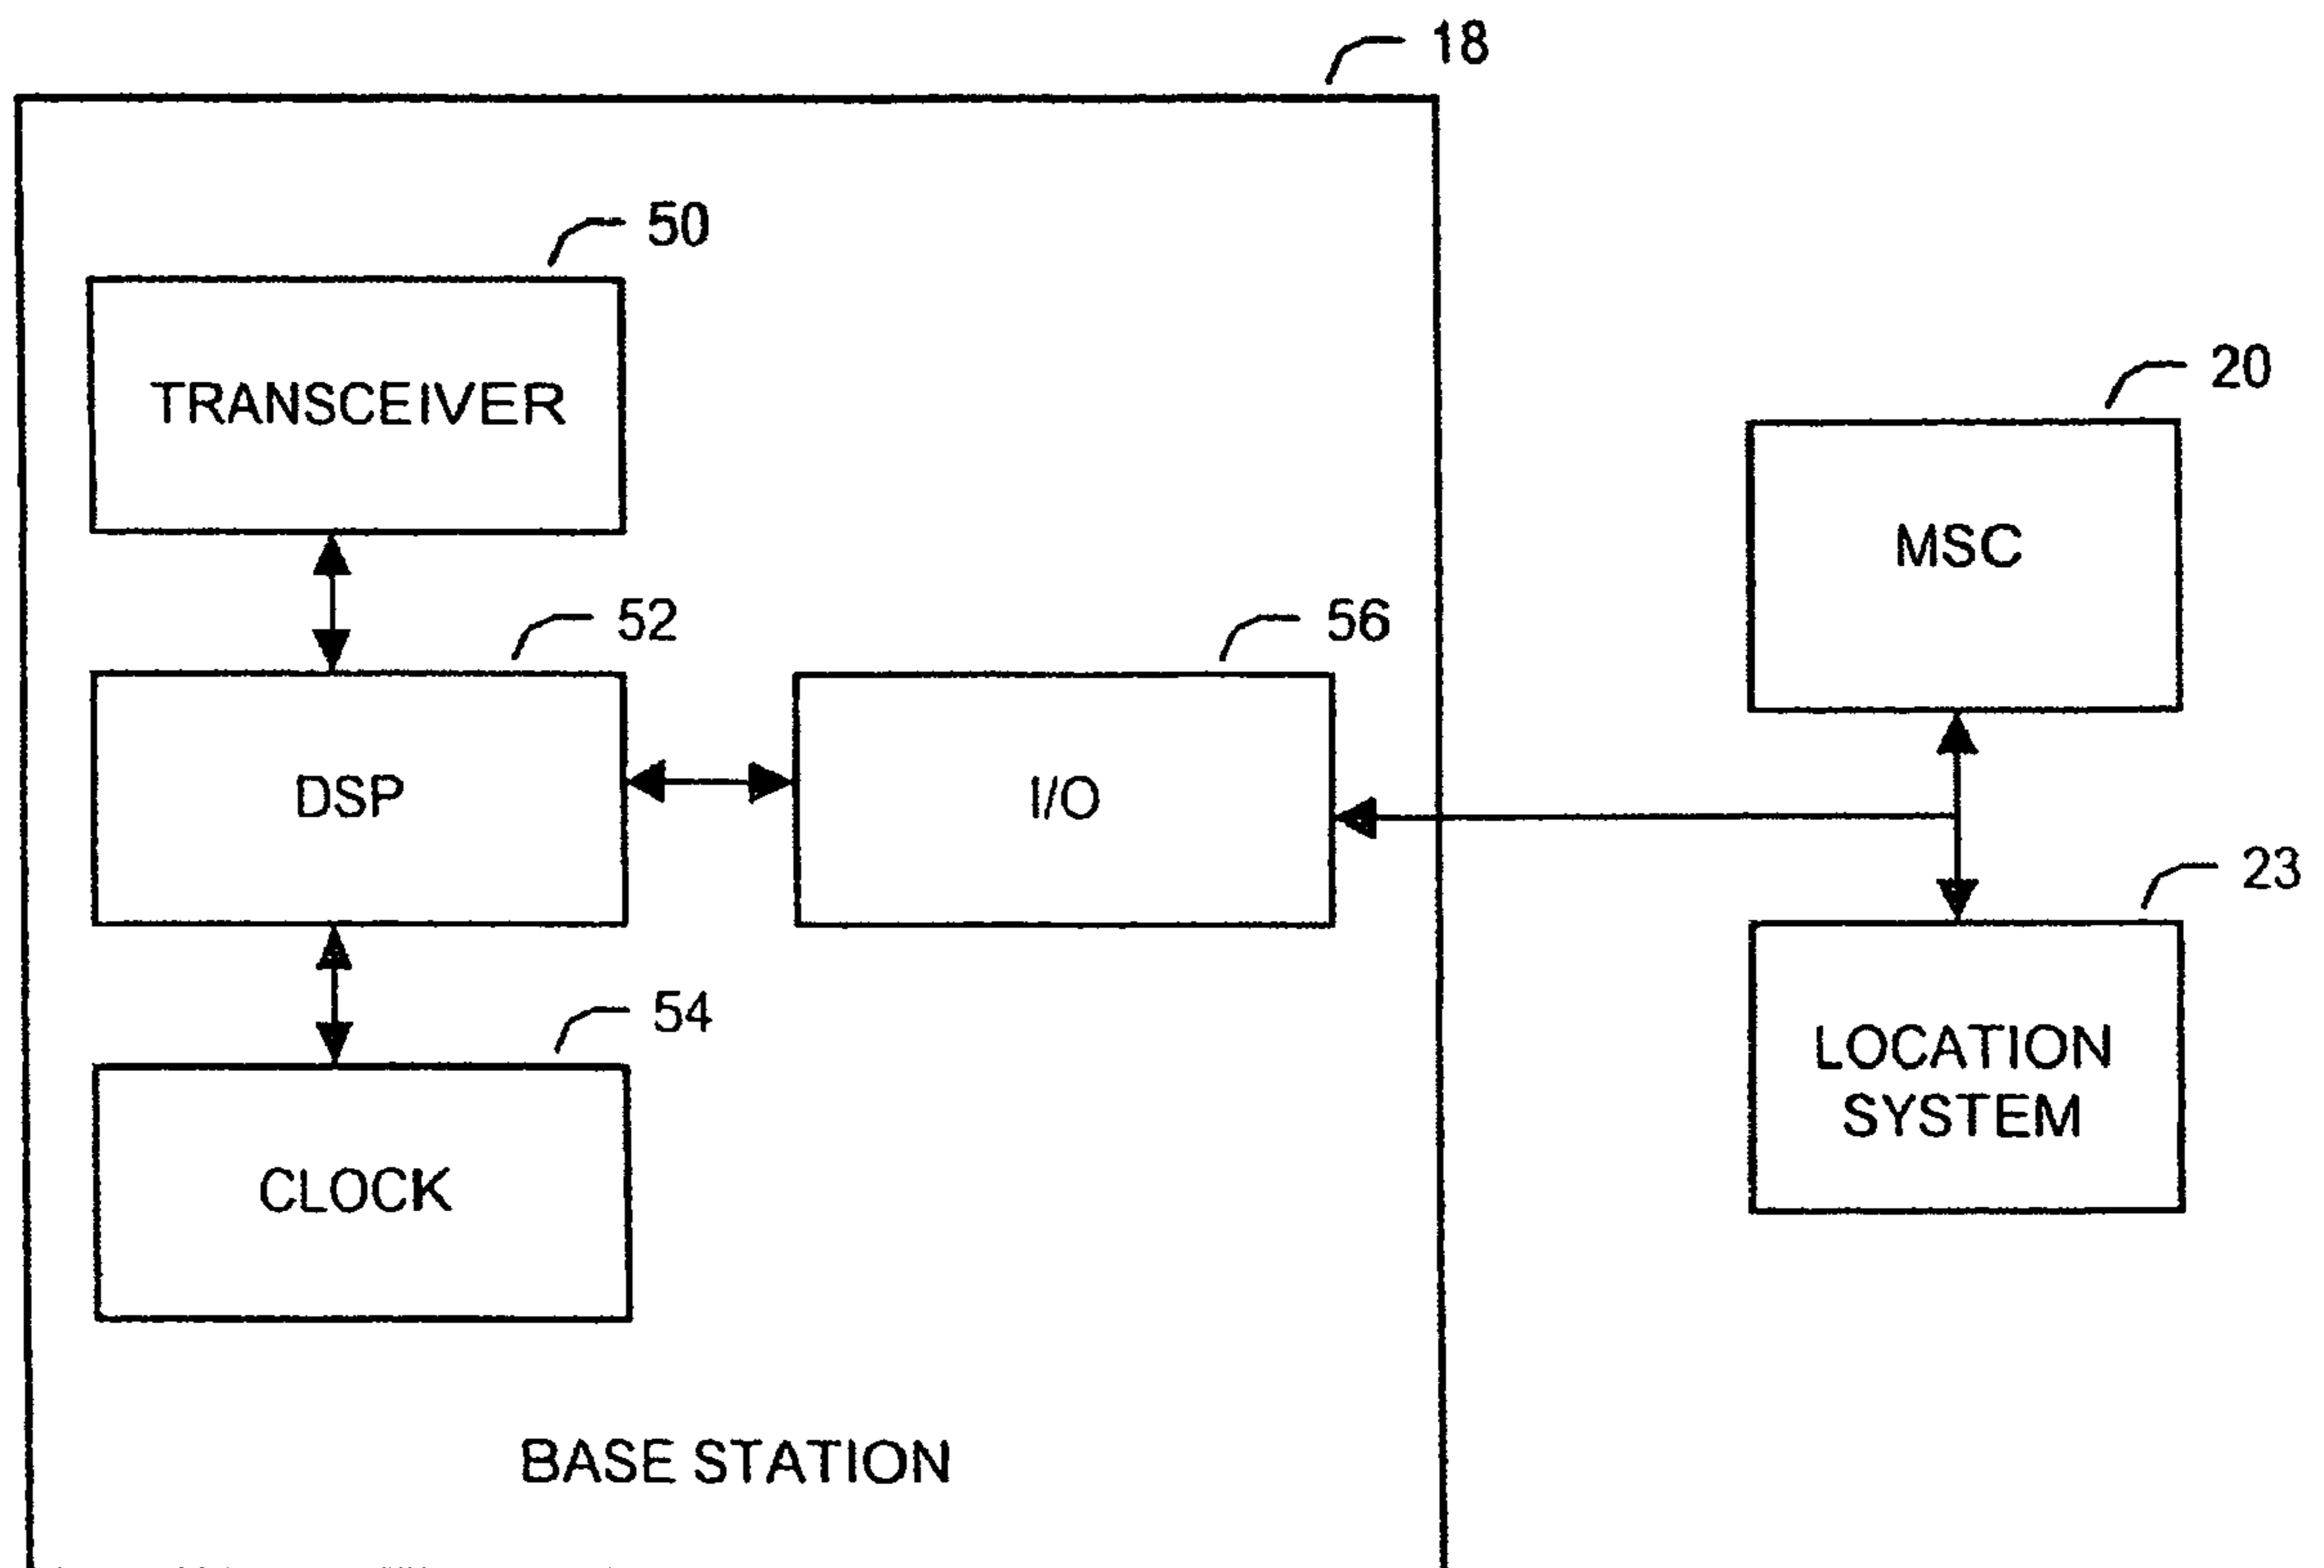 18
50
TRANSCEIVER
20
MSC
52
56
DSP
I/O
23
54
LOCATION
SYSTEM
CLOCK
BASE STATION